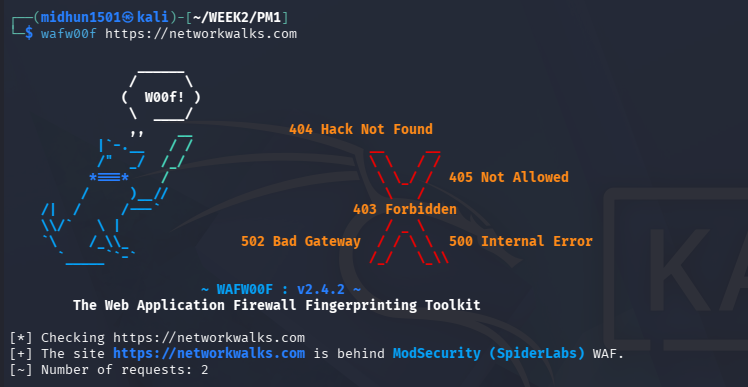 (midhun1501㉿kali)-[~/WEEK2/PM1]
$ wafw00f https://networkwalks.com
W00f!
404 Hack Not Found
405 Not Allowed
403 Forbidden
502 Bad Gateway 500 Internal Error
~ WAFW00F : v2.4.2 ~
The Web Application Firewall Fingerprinting Toolkit
[*] Checking https://networkwalks.com
[+] The site https://networkwalks.com is behind ModSecurity (SpiderLabs) WAF.
[~] Number of requests: 2
KA